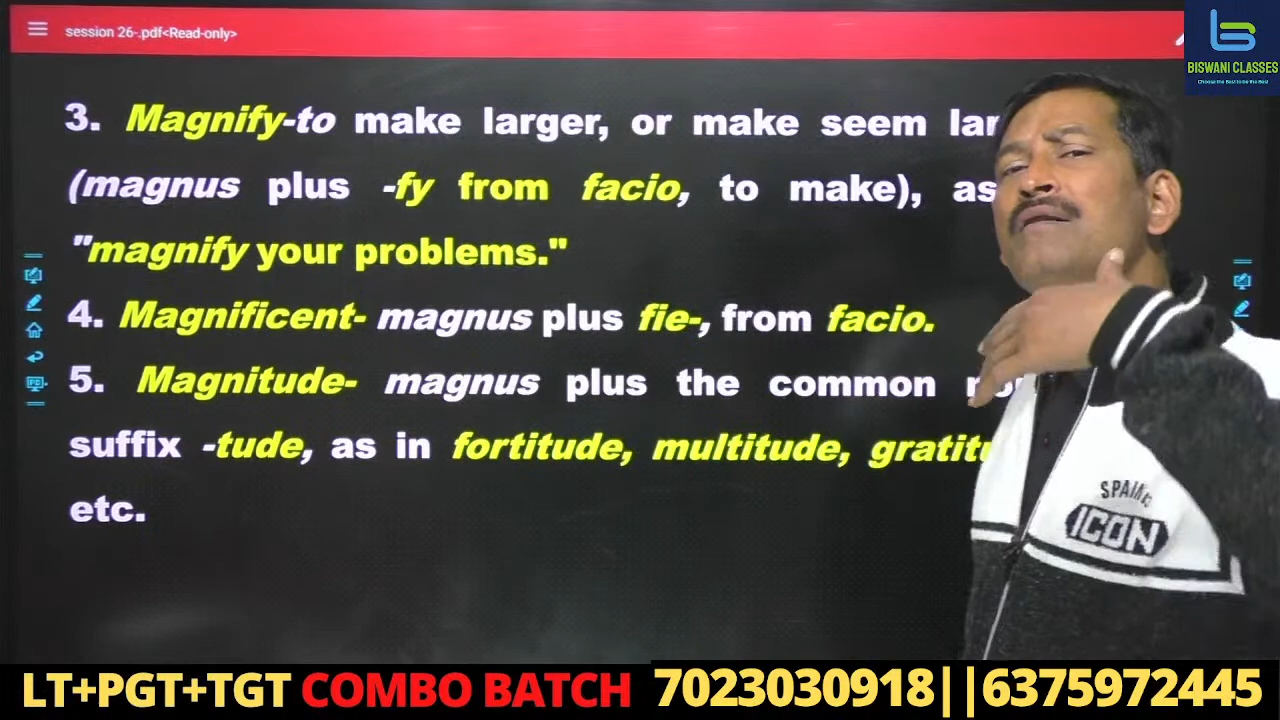 session 26-.pdf<Read-only>
BISWANI CLASSES
3. Magnify-to make larger, or make seem
(magnus plus -fy from facio, to make), as
"magnify your problems."
4. Magnificent- magnus plus fie-, from facio.
5. Magnitude- magnus plus the common
suffix -tude, as in fortitude, multitude,
etc.
SPAIN
ICON
LT+PGT+TGT COMBO BATCH 7023030918||6375972445